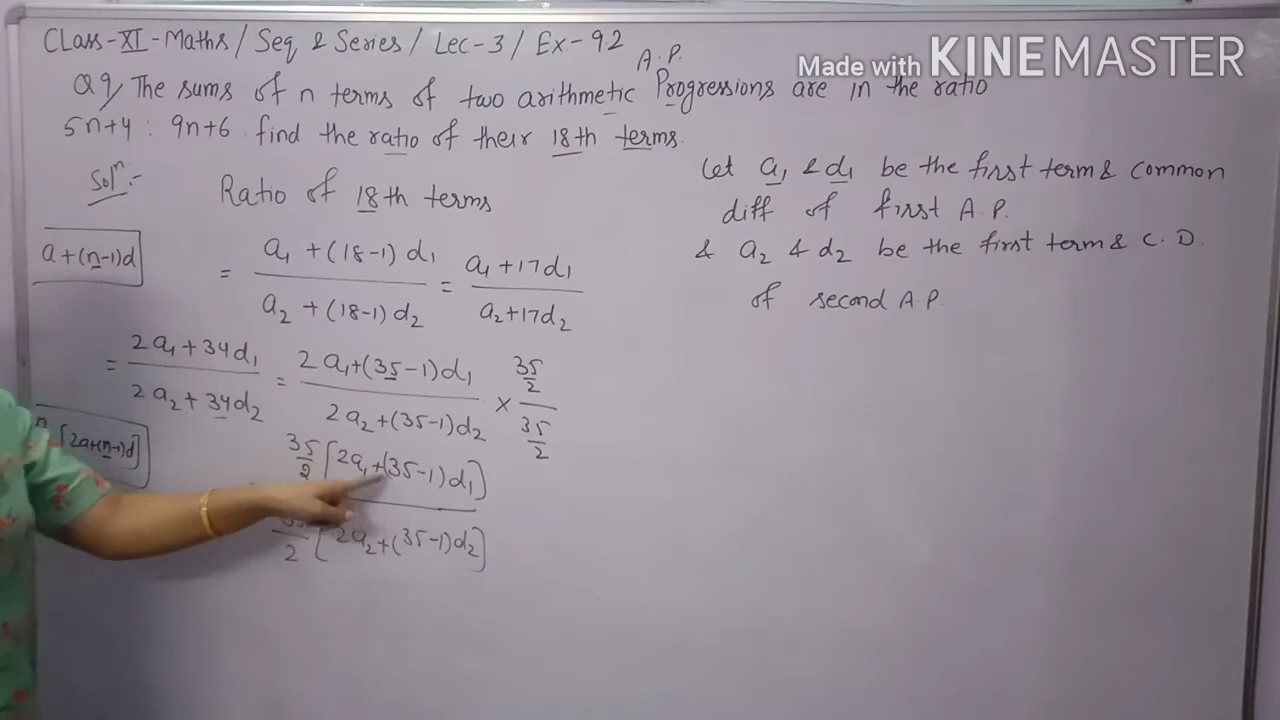 Class-XI-Maths / Seq & Series / Lec-3 / Ex-9.2
Made with KINEMASTER
A.P.
Q9, The sums of n terms of two arithmetic Progressions are in the ratio
5n+4 : 9n+6 find the ratio of their 18th terms.
Solⁿ:-
Ratio of 18th terms
Let a₁ & d₁ be the first term & common
diff of first A.P.
& a₂ & d₂ be the first term & C.D.
of second A.P.
a+(n-1)d
= a₁ + (18-1) d₁ / a₂ + (18-1) d₂ = a₁+17d₁ / a₂+17d₂
= 2a₁+34d₁ / 2a₂+34d₂ = 2a₁+(35-1)d₁ / 2a₂+(35-1)d₂ × 35/2 / 35/2
n [2a+(n-1)d]
35/2 [2a₁+(35-1)d₁]
35/2 [2a₂+(35-1)d₂]